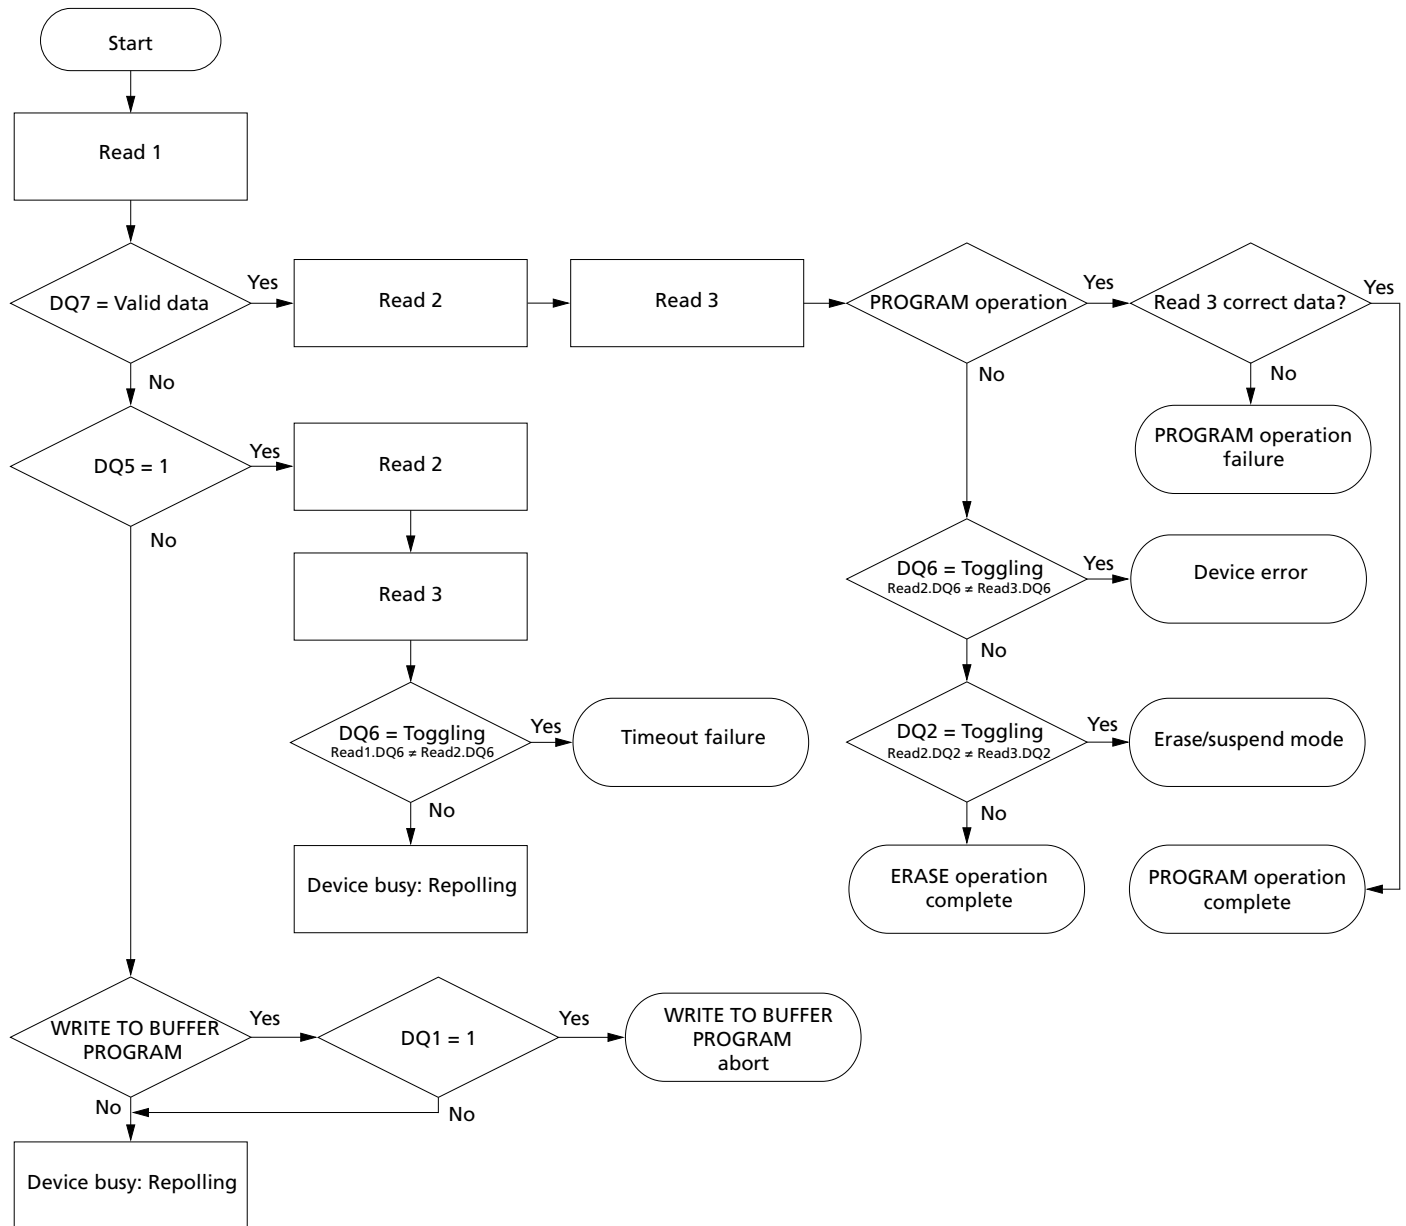 Start
Read 1
DQ7 = Valid data
Yes
Read 2
Read 3
PROGRAM operation
Yes
Read 3 correct data?
Yes
No
No
No
PROGRAM operation
failure
DQ5 = 1
Yes
Read 2
No
Read 3
DQ6 = Toggling
Read2.DQ6 ≠ Read3.DQ6
Yes
Device error
No
DQ6 = Toggling
Read1.DQ6 ≠ Read2.DQ6
Yes
Timeout failure
No
DQ2 = Toggling
Read2.DQ2 ≠ Read3.DQ2
Yes
Erase/suspend mode
No
Device busy: Repolling
ERASE operation
complete
PROGRAM operation
complete
WRITE TO BUFFER
PROGRAM
Yes
DQ1 = 1
Yes
WRITE TO BUFFER
PROGRAM
abort
No
No
Device busy: Repolling